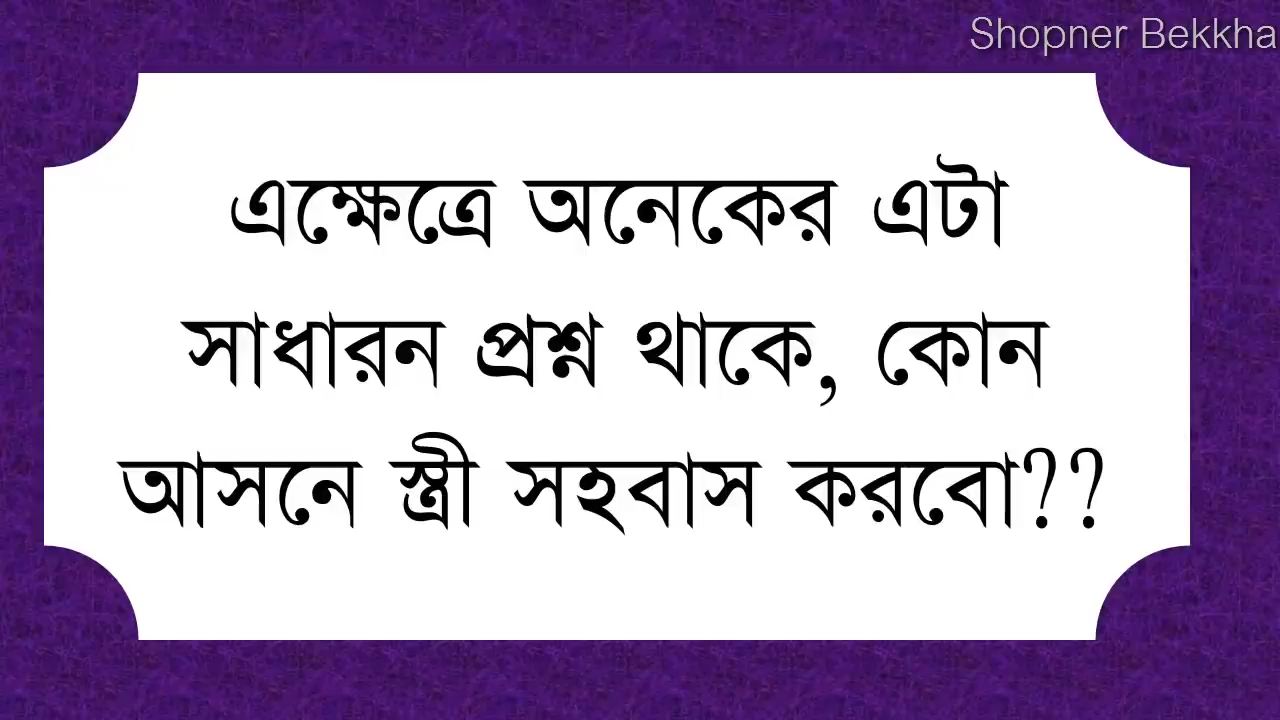 Shopner Bekkha
এক্ষেত্রে অনেকের এটা
সাধারন প্রশ্ন থাকে, কোন
আসনে স্ত্রী সহবাস করবো??